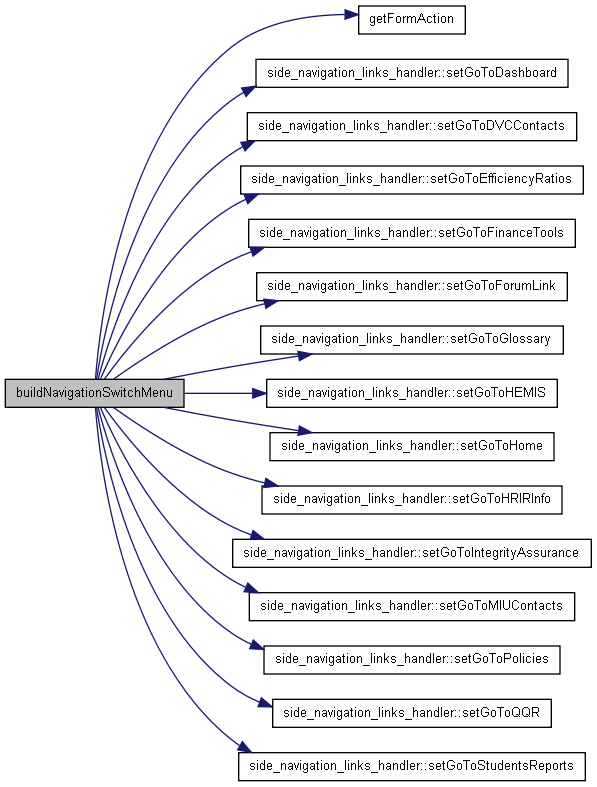 getFormAction
side_navigation_links_handler::setGoToDashboard
side_navigation_links_handler::setGoToDVCContacts
side_navigation_links_handler::setGoToEfficiencyRatios
side_navigation_links_handler::setGoToFinanceTools
side_navigation_links_handler::setGoToForumLink
side_navigation_links_handler::setGoToGlossary
buildNavigationSwitchMenu
side_navigation_links_handler::setGoToHEMIS
side_navigation_links_handler::setGoToHome
side_navigation_links_handler::setGoToHRIRInfo
side_navigation_links_handler::setGoToIntegrityAssurance
side_navigation_links_handler::setGoToMIUContacts
side_navigation_links_handler::setGoToPolicies
side_navigation_links_handler::setGoToQQR
side_navigation_links_handler::setGoToStudentsReports